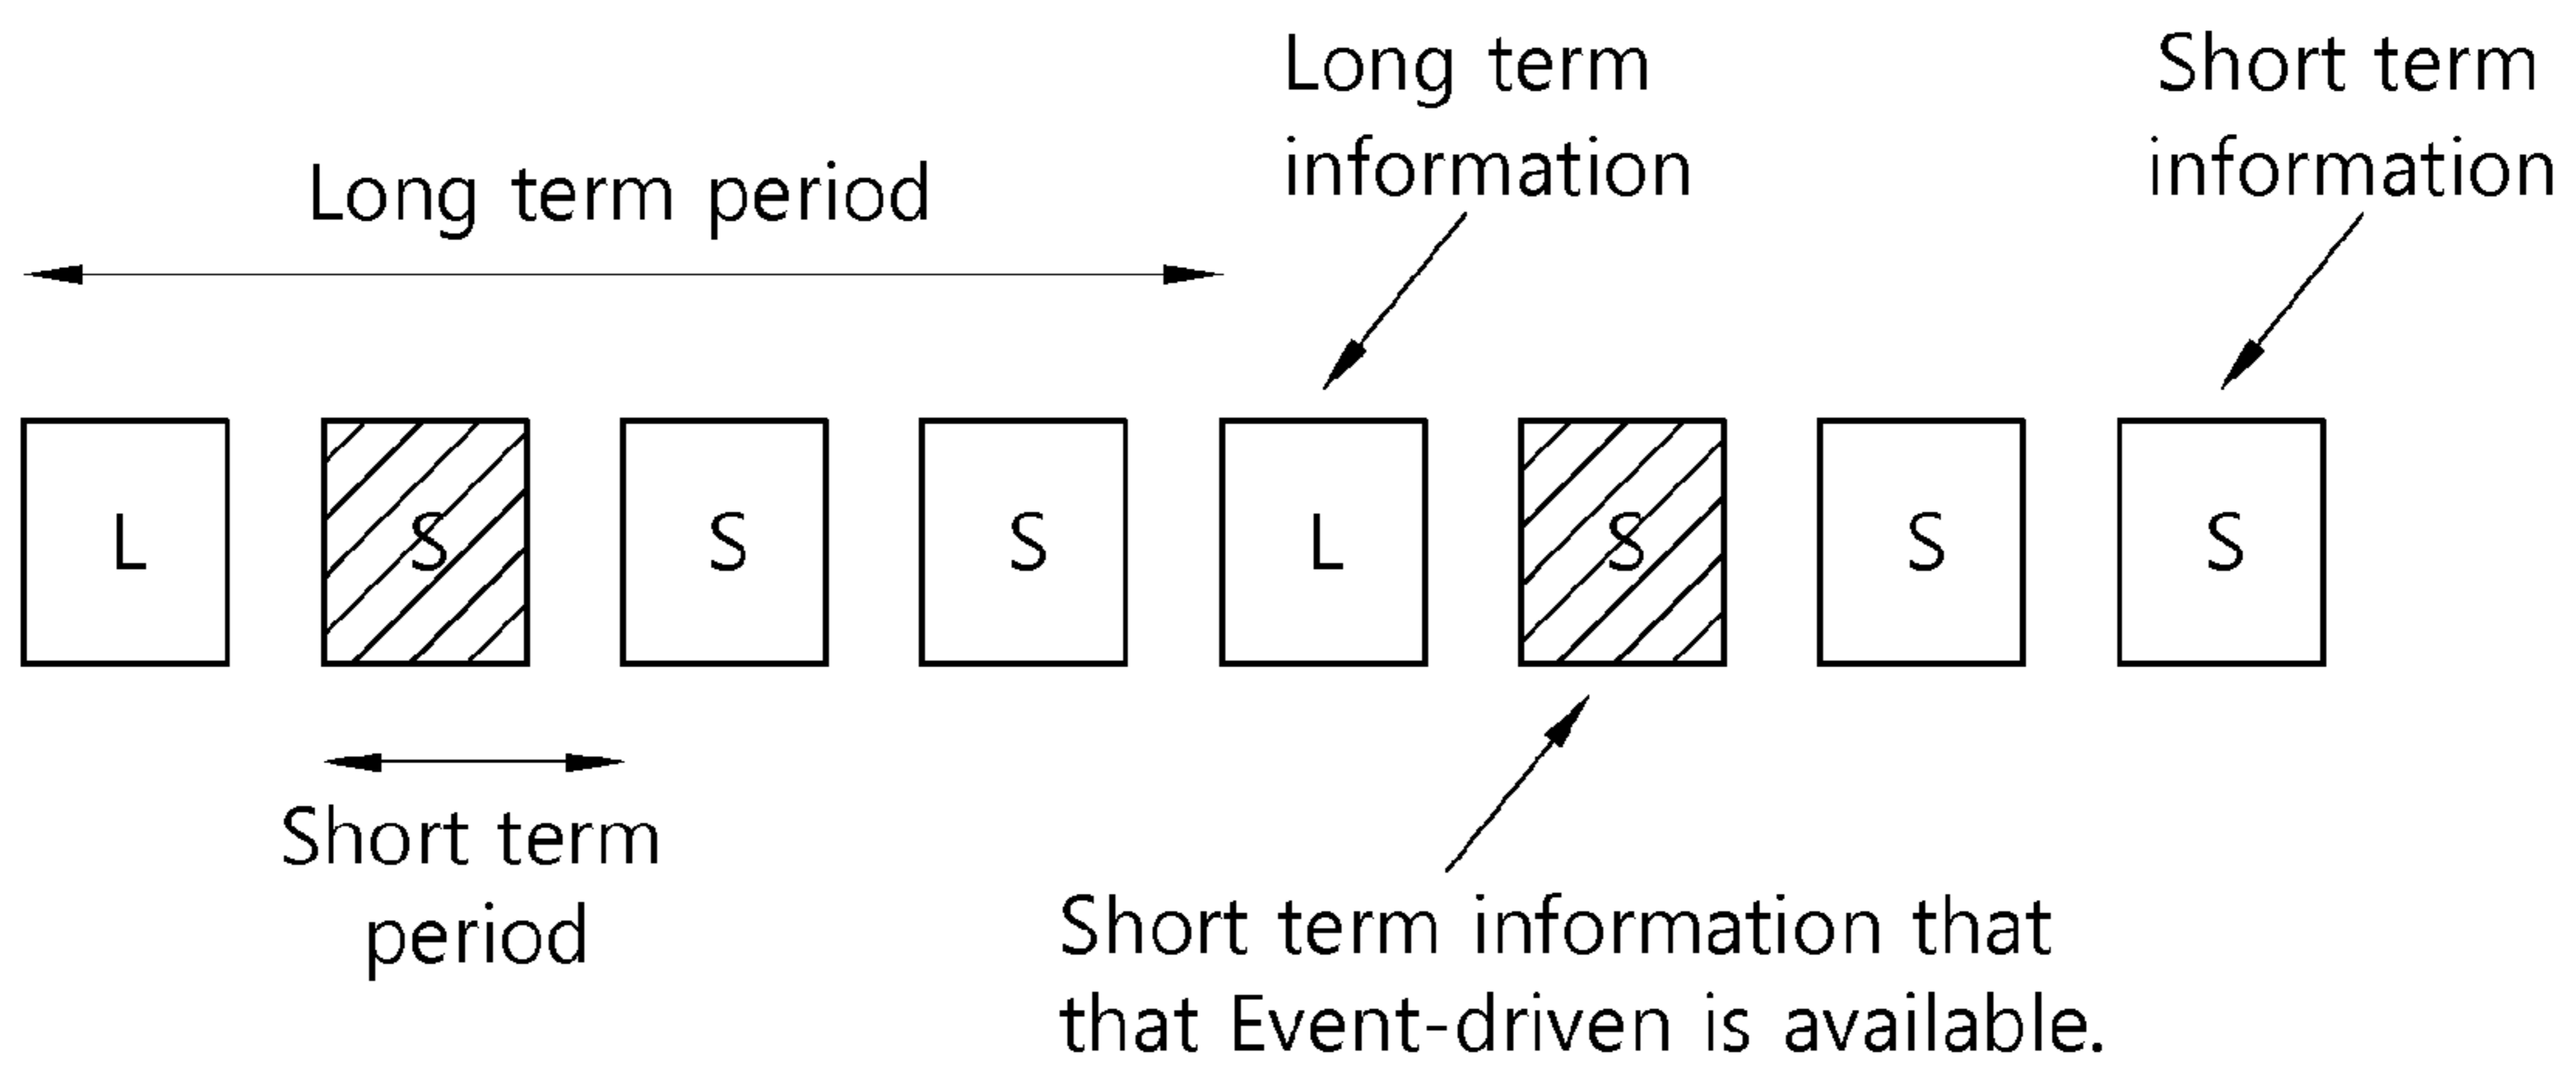 Long term
information
Short term
information
Long term period
L
S
S
S
L
S
S
S
Short term
period
Short term information that
that Event-driven is available.